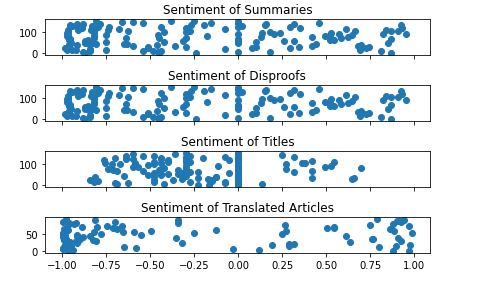 Sentiment of Summaries
100
0
Sentiment of Disproofs
100
0
Sentiment of Titles
100
0
Sentiment of Translated Articles
50
0
−1.00 −0.75 −0.50 −0.25 0.00 0.25 0.50 0.75 1.00